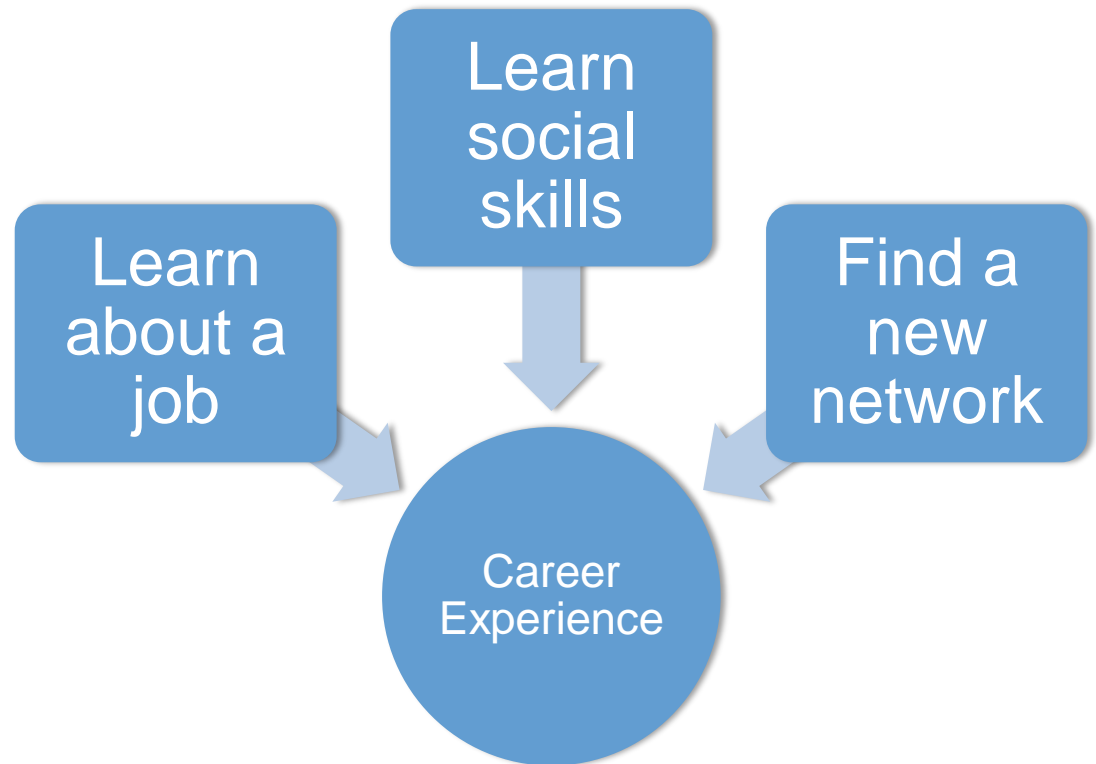 Learn
about a
job
Learn
social
skills
Find a
new
network
Career
Experience